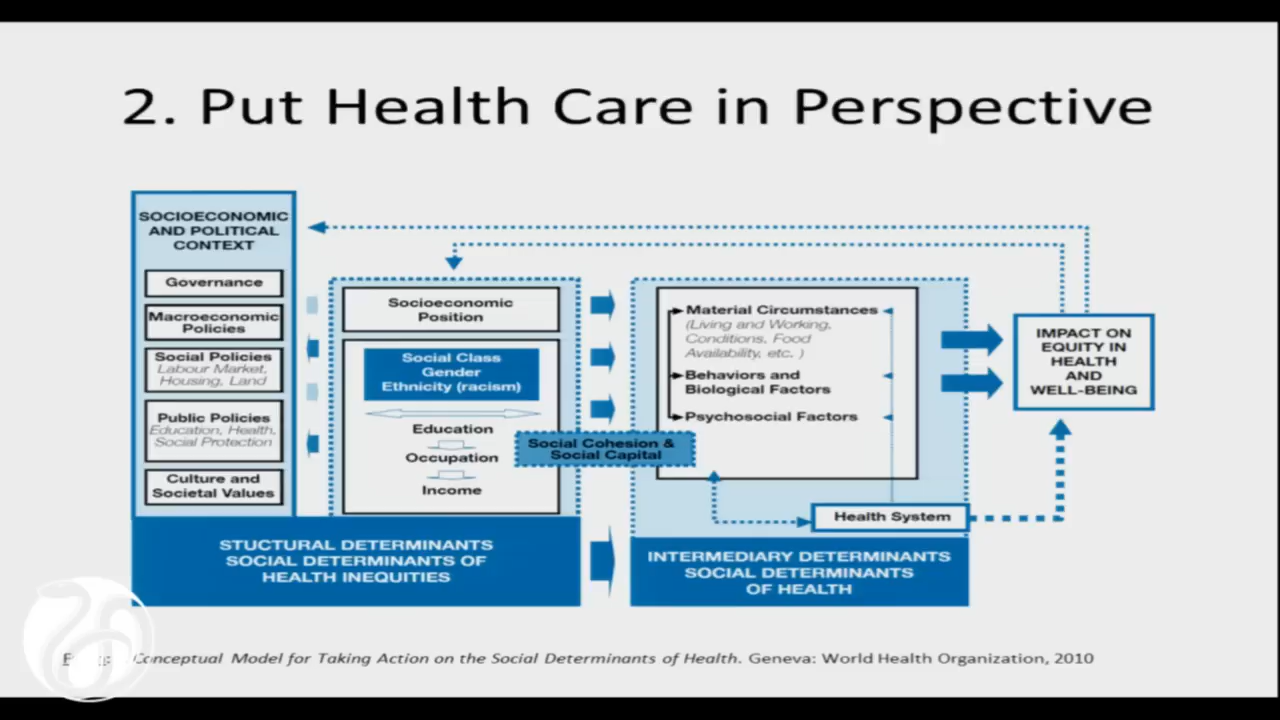 2. Put Health Care in Perspective
SOCIOECONOMIC
AND POLITICAL
CONTEXT
Governance
Macroeconomic
Policies
Social Policies
Labour Market,
Housing, Land
Public Policies
Education, Health,
Social Protection
Culture and
Societal Values
Socioeconomic
Position
Social Class
Gender
Ethnicity (racism)
Education
Occupation
Income
Social Cohesion &
Social Capital
Material Circumstances
(Living and Working,
Conditions, Food
Availability, etc. )
Behaviors and
Biological Factors
Psychosocial Factors
Health System
IMPACT ON
EQUITY IN
HEALTH
AND
WELL-BEING
STUCTURAL DETERMINANTS
SOCIAL DETERMINANTS OF
HEALTH INEQUITIES
INTERMEDIARY DETERMINANTS
SOCIAL DETERMINANTS
OF HEALTH
Conceptual Model for Taking Action on the Social Determinants of Health. Geneva: World Health Organization, 2010